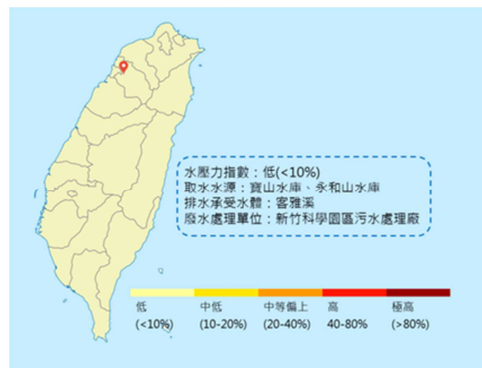 水壓力指數：低(<10%)
取水水源：寶山水庫、永和山水庫
排水承受水體：客雅溪
廢水處理單位：新竹科學園區污水處理廠
低 中低 中等偏上 高 極高
(<10%) (10-20%) (20-40%) 40-80% (>80%)